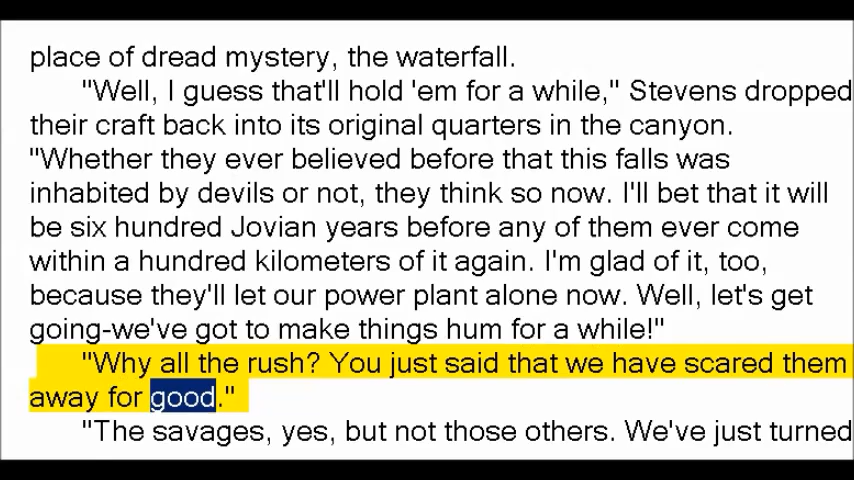 place of dread mystery, the waterfall.
"Well, I guess that'll hold 'em for a while," Stevens dropped
their craft back into its original quarters in the canyon.
"Whether they ever believed before that this falls was
inhabited by devils or not, they think so now. I'll bet that it will
be six hundred Jovian years before any of them ever come
within a hundred kilometers of it again. I'm glad of it, too,
because they'll let our power plant alone now. Well, let's get
going-we've got to make things hum for a while!"
"Why all the rush? You just said that we have scared them
away for good."
"The savages, yes, but not those others. We've just turned